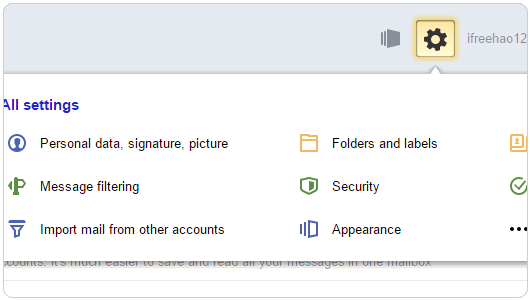 ifreehao12
All settings
Personal data, signature, picture
Folders and labels
Message filtering
Security
Import mail from other accounts
Appearance
counts, it's much easier to save and read all your messages in one mailbox